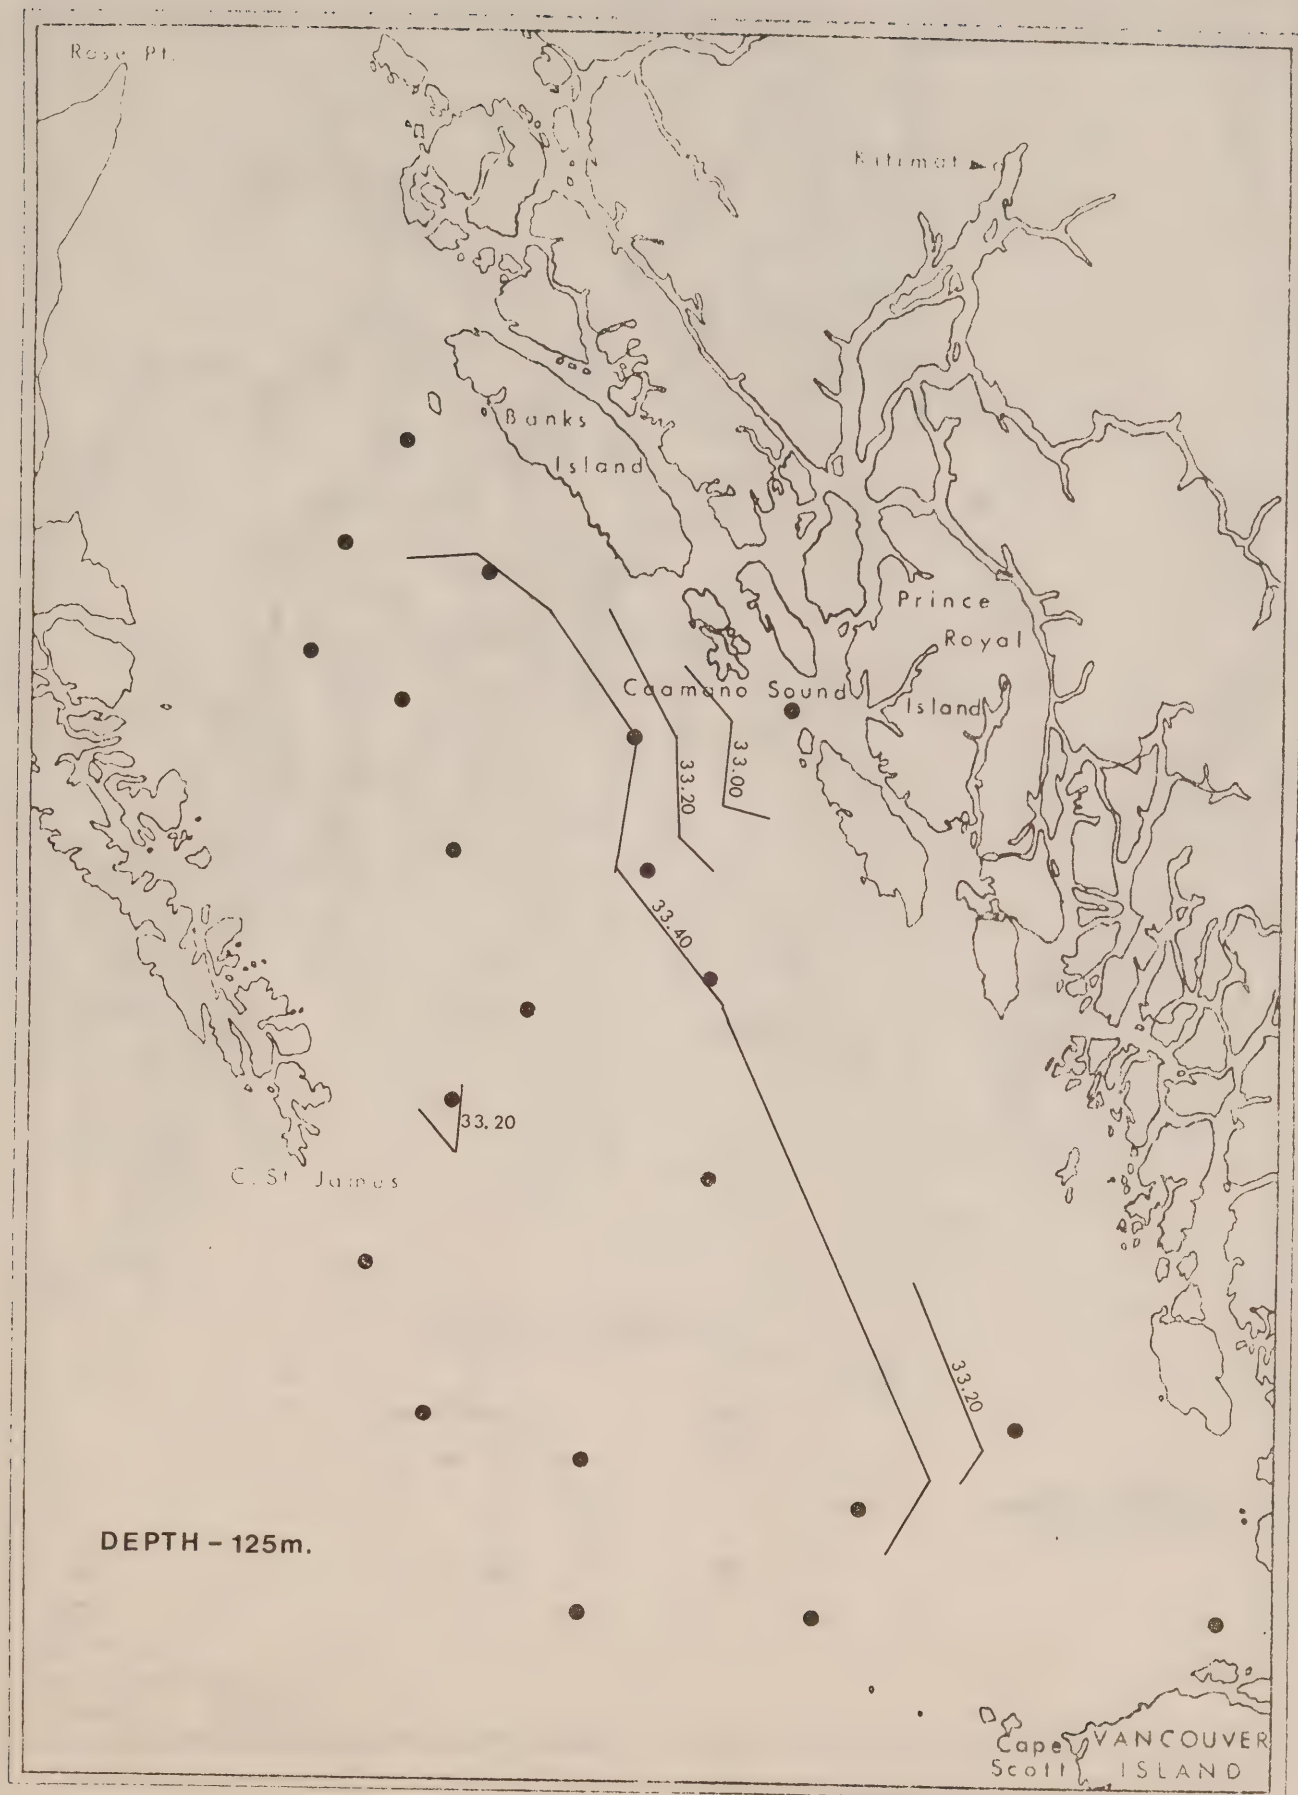 Rose Pt.
Kitimat
Banks
Island
Prince
Royal
Island
Caamano Sound
33.00
33.20
33.40
33.20
C. St. James
33.20
DEPTH – 125m.
Cape
Scott
VANCOUVER
ISLAND